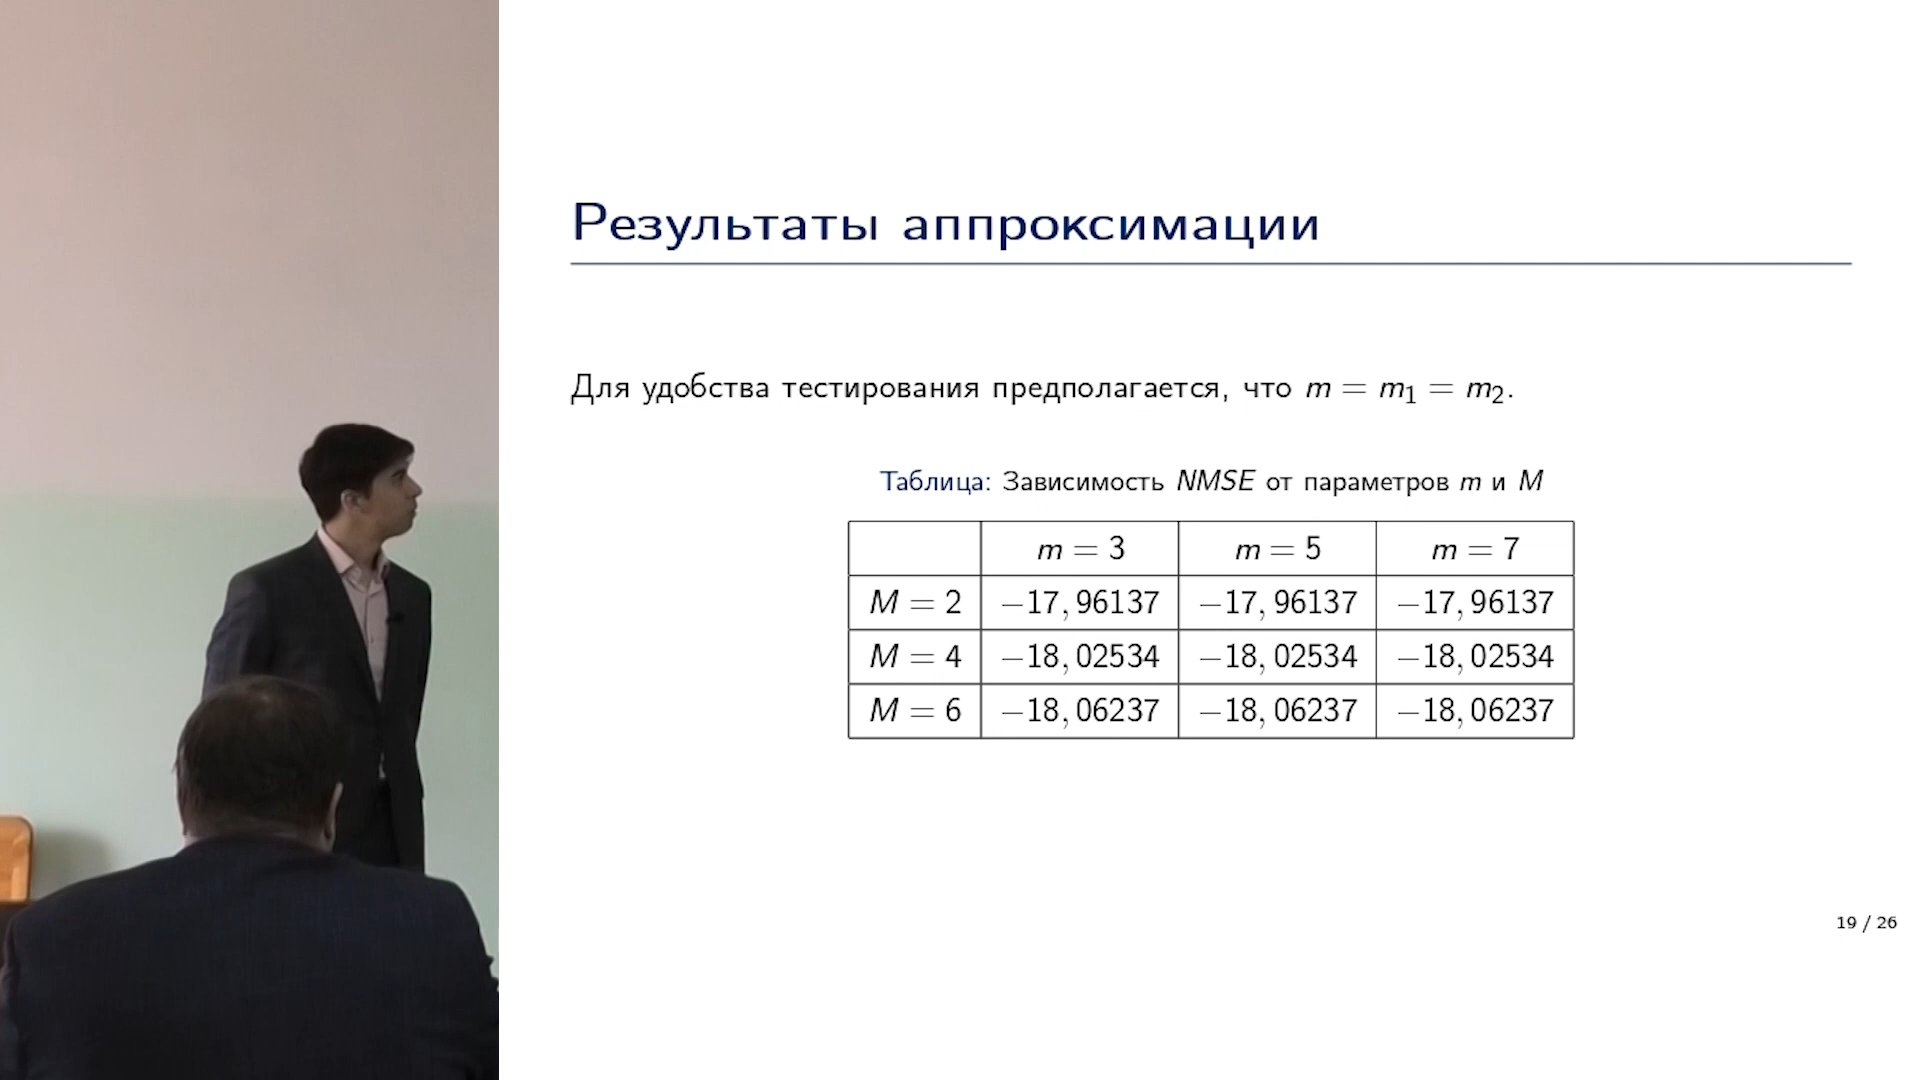 Результаты аппроксимации
Для удобства тестирования предполагается, что m = m₁ = m₂.
Таблица: Зависимость NMSE от параметров m и M
m = 3 m = 5 m = 7
M = 2 −17, 96137 −17, 96137 −17, 96137
M = 4 −18, 02534 −18, 02534 −18, 02534
M = 6 −18, 06237 −18, 06237 −18, 06237
19 / 26